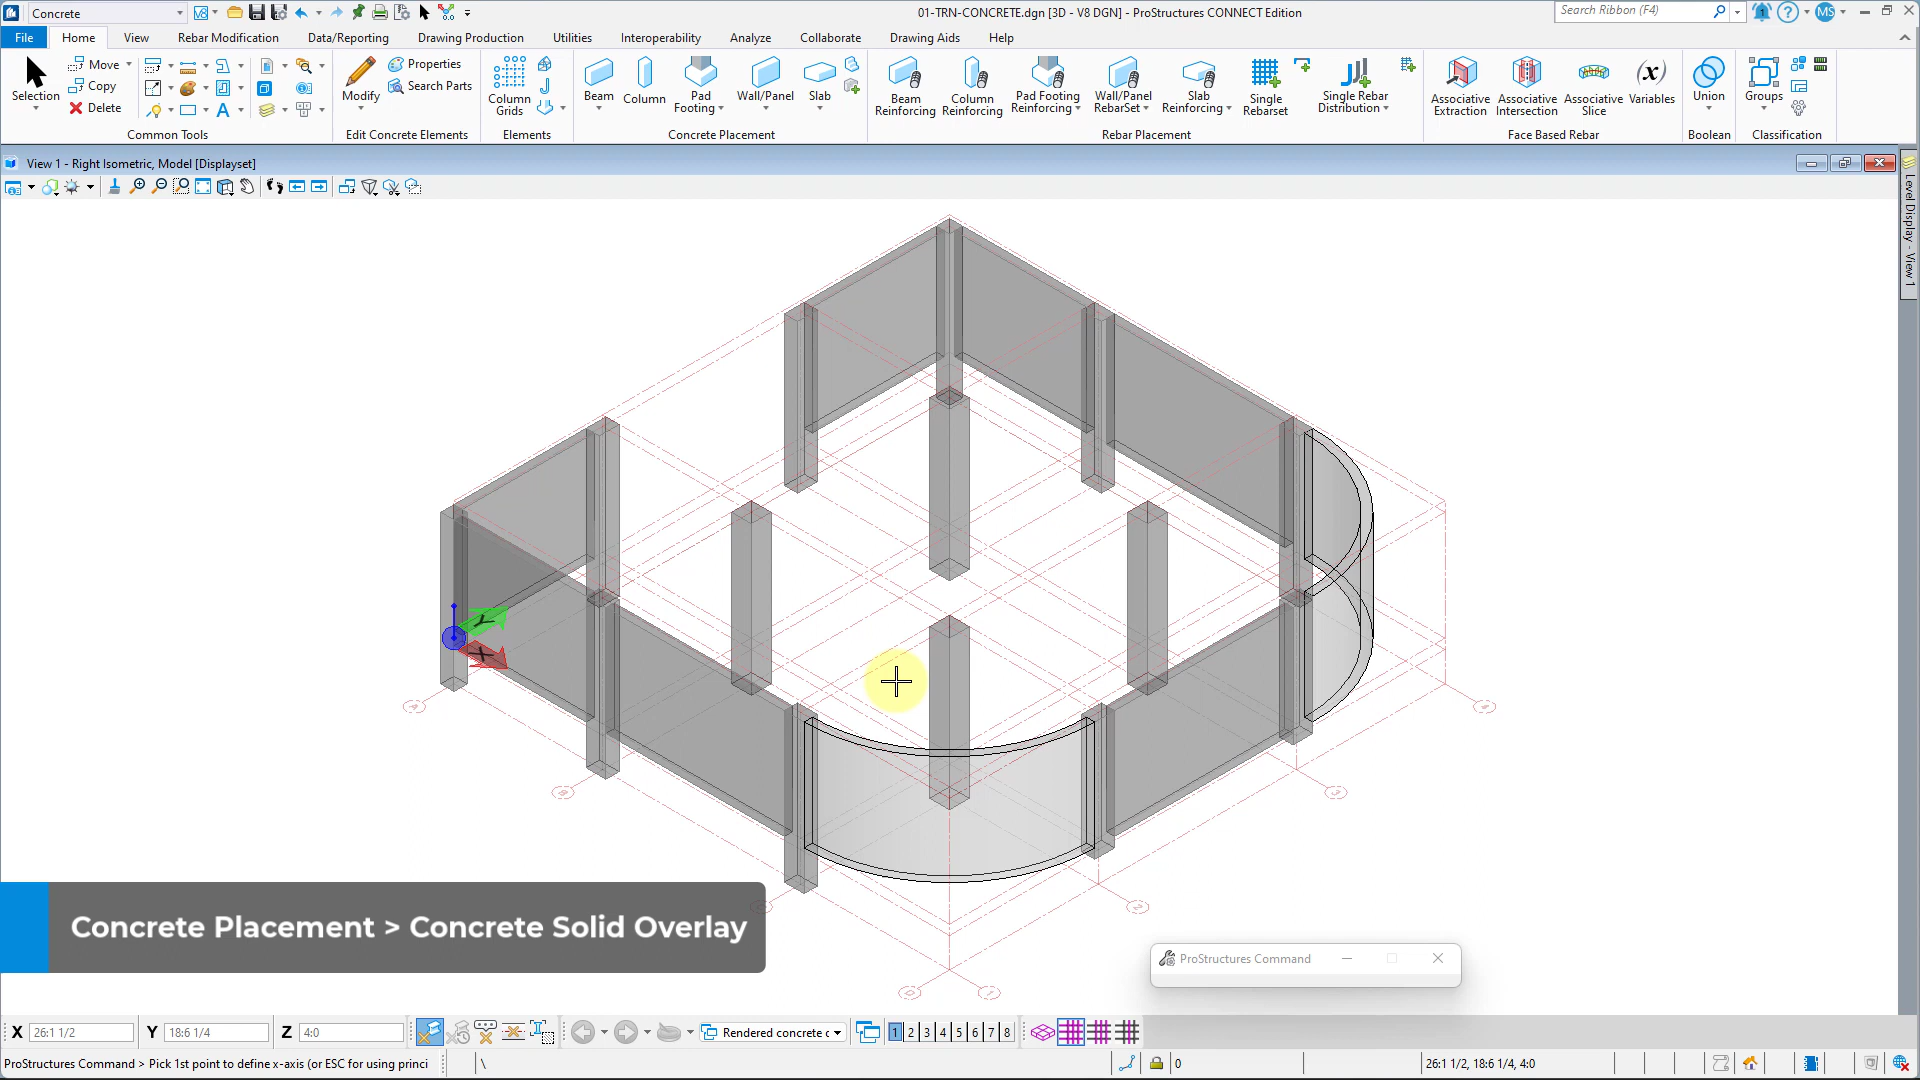 Concrete
V8
01-TRN-CONCRETE.dgn [3D - V8 DGN] - ProStructures CONNECT Edition
Search Ribbon (F4)
1
MS
File
Home
View
Rebar Modification
Data/Reporting
Drawing Production
Utilities
Interoperability
Analyze
Collaborate
Drawing Aids
Help
Selection
Move
Copy
Delete
Common Tools
Modify
Properties
Search Parts
Edit Concrete Elements
Column Grids
Elements
Beam
Column
Pad Footing
Wall/Panel
Slab
Concrete Placement
Beam Reinforcing
Column Reinforcing
Pad Footing Reinforcing
Wall/Panel RebarSet
Slab Reinforcing
Single Rebarset
Single Rebar Distribution
Rebar Placement
Associative Extraction
Associative Intersection
Associative Slice
(x) Variables
Face Based Rebar
Union
Boolean
Groups
Classification
View 1 - Right Isometric, Model [Displayset]
Level Display - View 1
Y
X
A
B
D
1
2
3
4
Concrete Placement > Concrete Solid Overlay
ProStructures Command
X 26:1 1/2
Y 18:6 1/4
Z 4:0
Rendered concrete c
1 2 3 4 5 6 7 8
ProStructures Command > Pick 1st point to define x-axis (or ESC for using princi
\
0
26:1 1/2, 18:6 1/4, 4:0